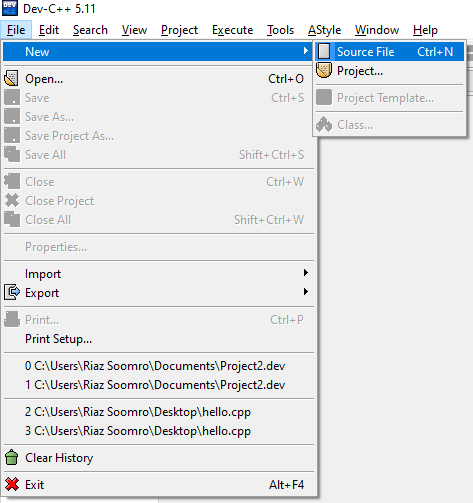 DEV
Dev-C++ 5.11
File Edit Search View Project Execute Tools AStyle Window Help
New
Source File Ctrl+N
Project...
Project Template...
Class...
Open... Ctrl+O
Save Ctrl+S
Save As...
Save Project As...
Save All Shift+Ctrl+S
Close Ctrl+W
Close Project
Close All Shift+Ctrl+W
Properties...
Import
Export
Print... Ctrl+P
Print Setup...
0 C:\Users\Riaz Soomro\Documents\Project2.dev
1 C:\Users\Riaz Soomro\Documents\Project2.dev
2 C:\Users\Riaz Soomro\Desktop\hello.cpp
3 C:\Users\Riaz Soomro\Desktop\hello.cpp
Clear History
Exit Alt+F4